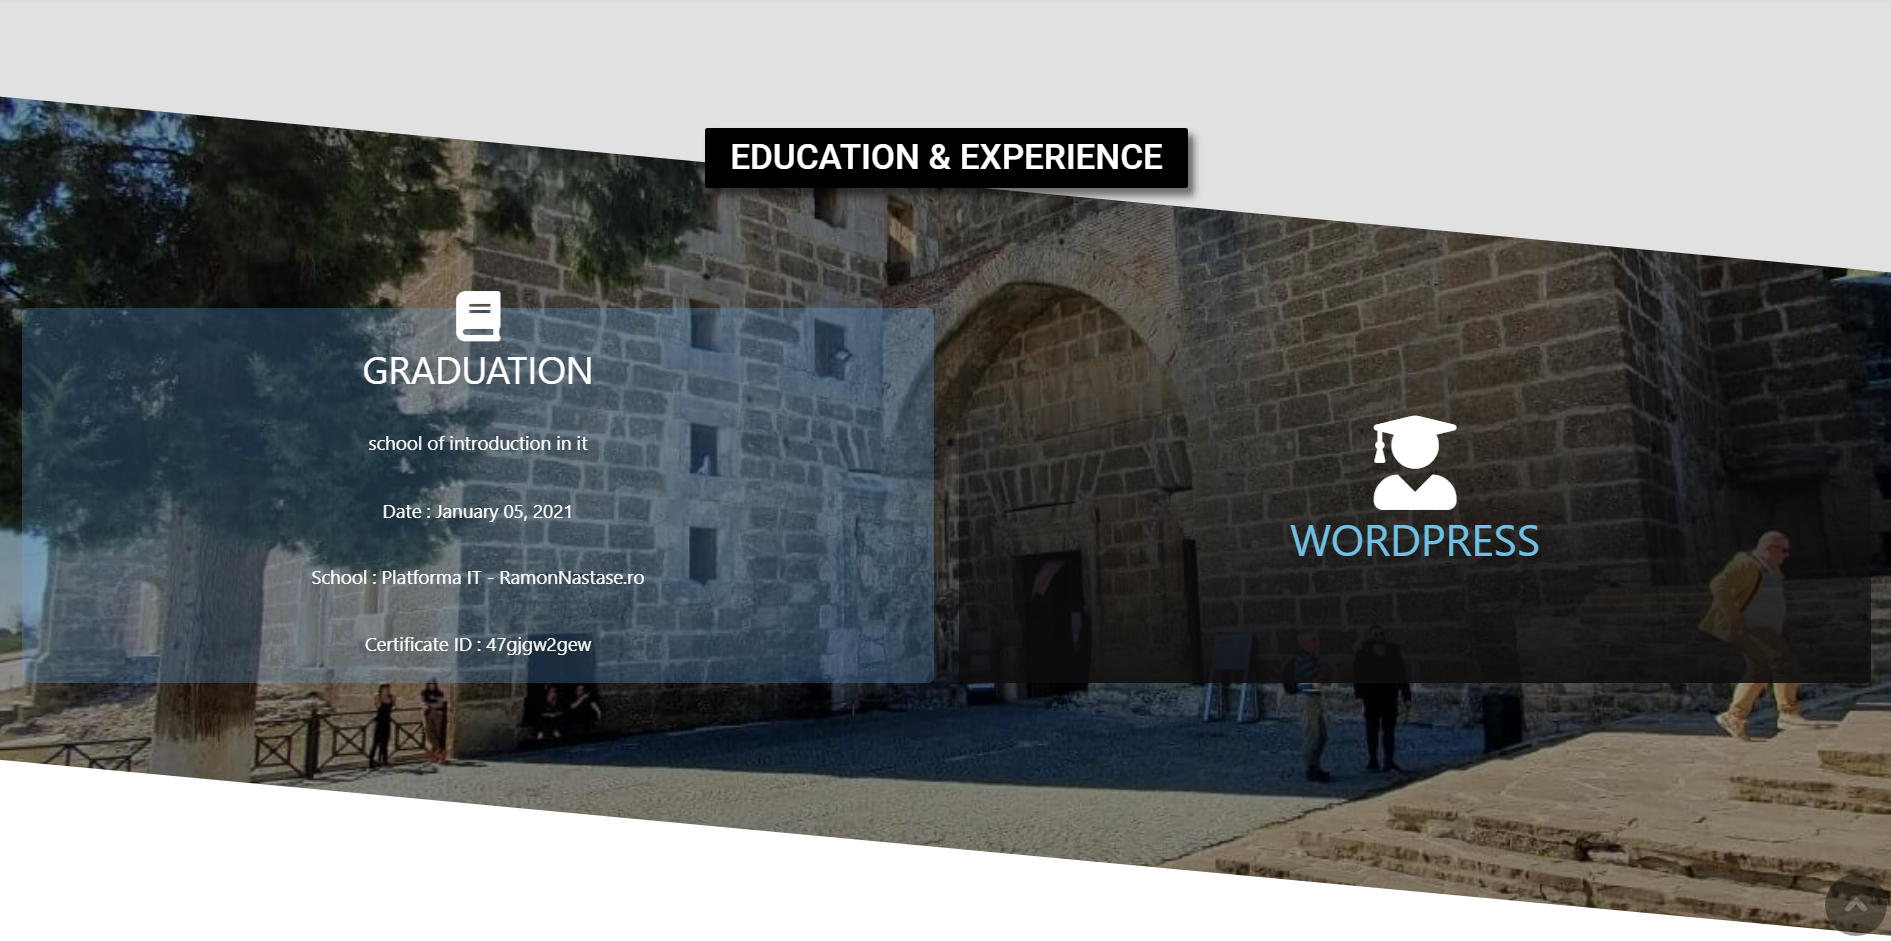 EDUCATION & EXPERIENCE
GRADUATION
school of introduction in it
Date : January 05, 2021
School : Platforma IT - RamonNastase.ro
Certificate ID : 47gjgw2gew
WORDPRESS